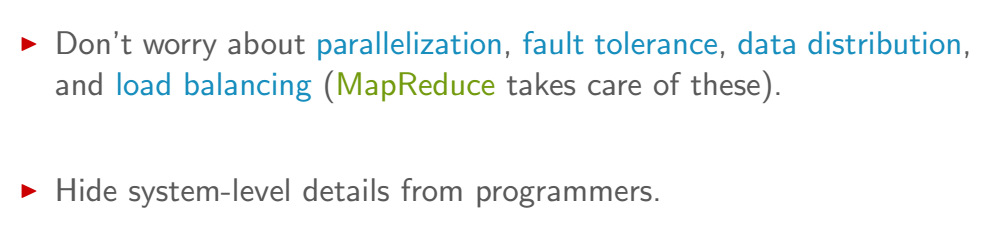 ▶ Don't worry about parallelization, fault tolerance, data distribution,
and load balancing (MapReduce takes care of these).
▶ Hide system-level details from programmers.